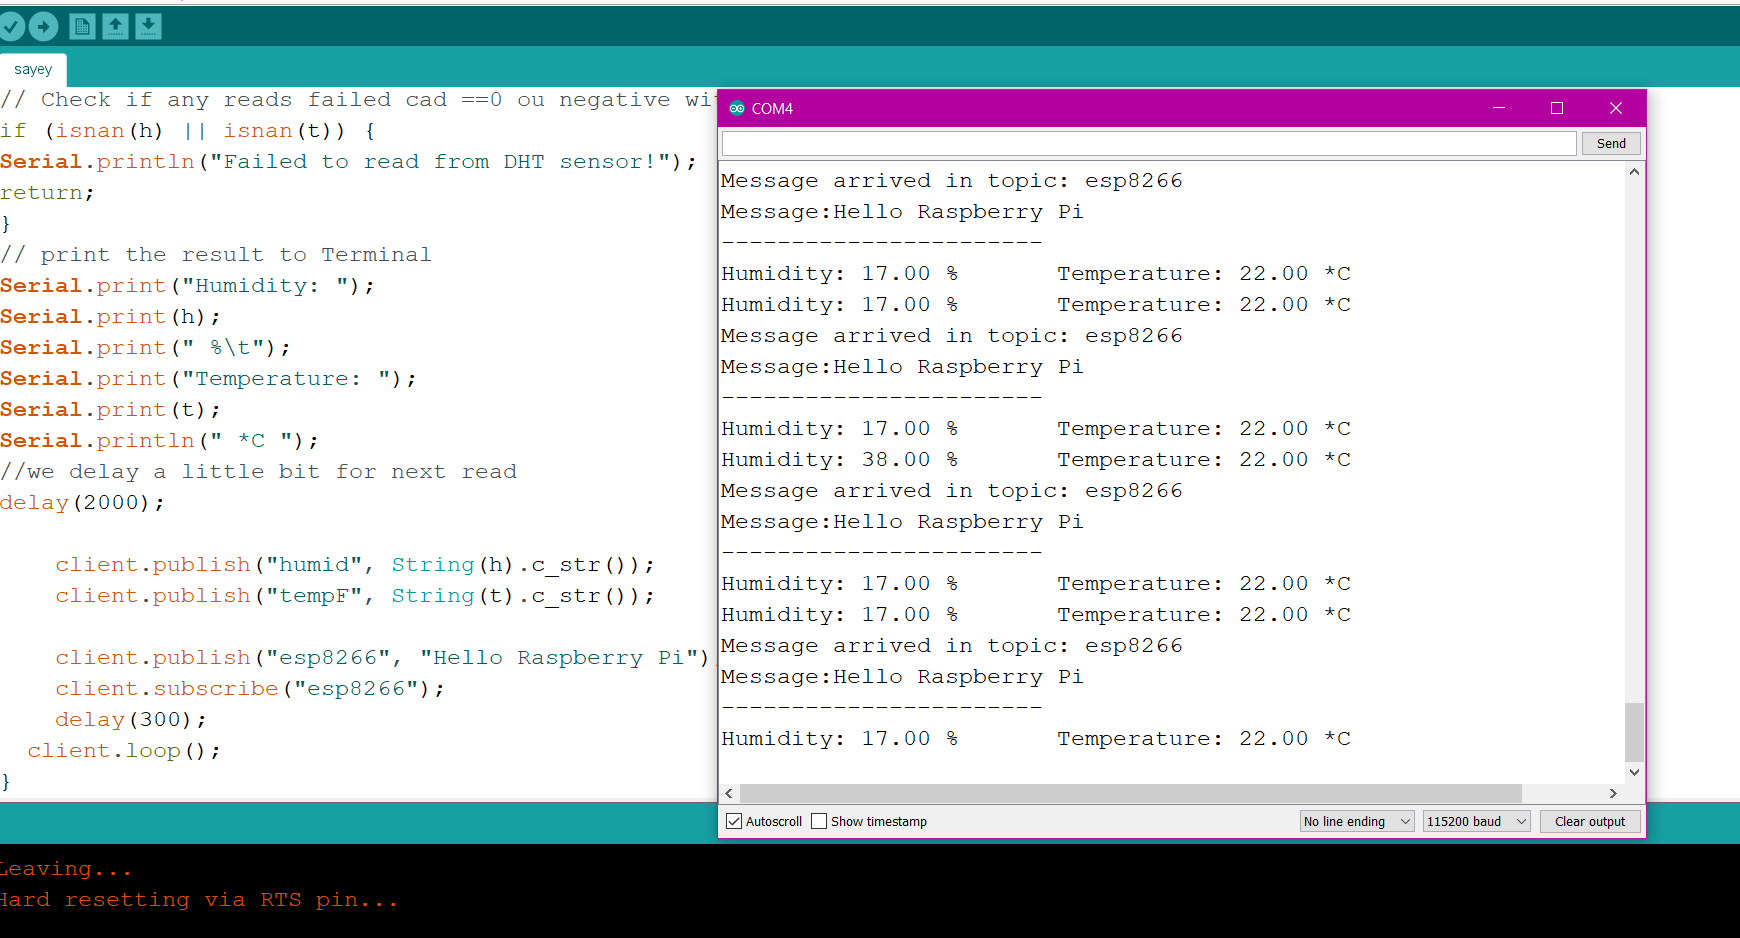 sayey
// Check if any reads failed cad ==0 ou negative wi
if (isnan(h) || isnan(t)) {
Serial.println("Failed to read from DHT sensor!");
return;
}
// print the result to Terminal
Serial.print("Humidity: ");
Serial.print(h);
Serial.print(" %\t");
Serial.print("Temperature: ");
Serial.print(t);
Serial.println(" *C ");
//we delay a little bit for next read
delay(2000);
client.publish("humid", String(h).c_str());
client.publish("tempF", String(t).c_str());
client.publish("esp8266", "Hello Raspberry Pi")
client.subscribe("esp8266");
delay(300);
client.loop();
}
COM4
Send
Message arrived in topic: esp8266
Message:Hello Raspberry Pi
-----------------------
Humidity: 17.00 % Temperature: 22.00 *C
Humidity: 17.00 % Temperature: 22.00 *C
Message arrived in topic: esp8266
Message:Hello Raspberry Pi
-----------------------
Humidity: 17.00 % Temperature: 22.00 *C
Humidity: 38.00 % Temperature: 22.00 *C
Message arrived in topic: esp8266
Message:Hello Raspberry Pi
-----------------------
Humidity: 17.00 % Temperature: 22.00 *C
Humidity: 17.00 % Temperature: 22.00 *C
Message arrived in topic: esp8266
Message:Hello Raspberry Pi
-----------------------
Humidity: 17.00 % Temperature: 22.00 *C
Autoscroll Show timestamp No line ending 115200 baud Clear output
Leaving...
Hard resetting via RTS pin...